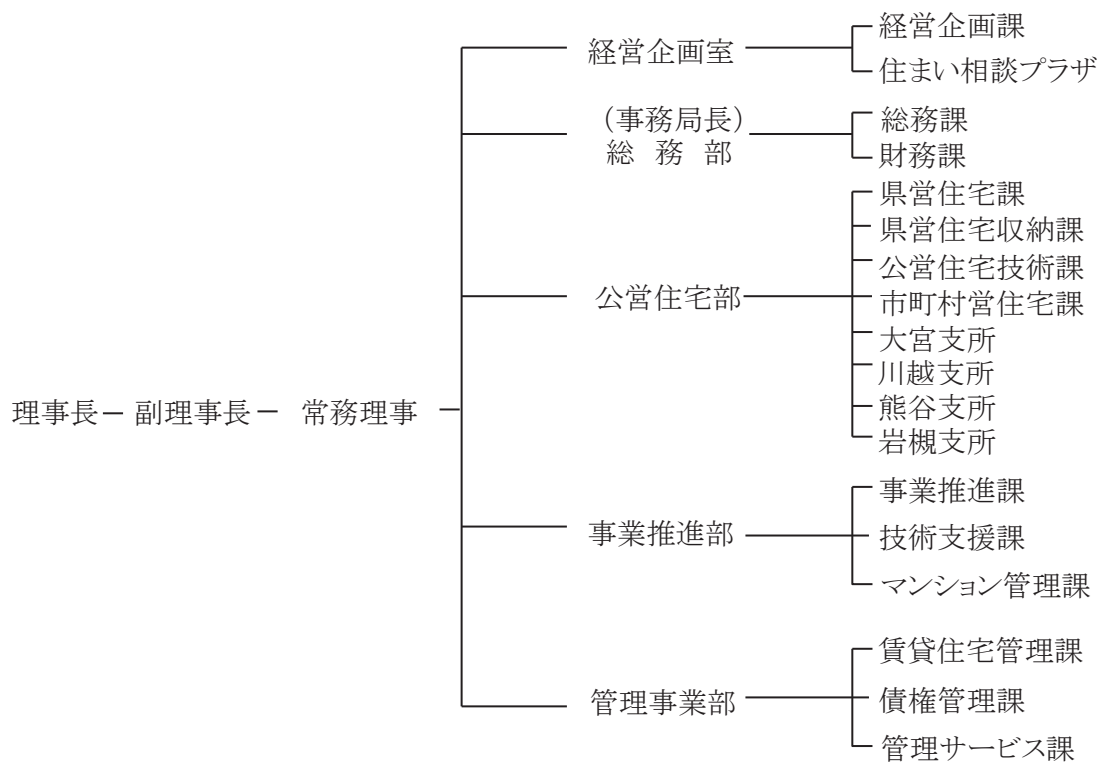 経営企画室
経営企画課
住まい相談プラザ
(事務局長)
総 務 部
総務課
財務課
公営住宅部
県営住宅課
県営住宅収納課
公営住宅技術課
市町村営住宅課
大宮支所
川越支所
熊谷支所
岩槻支所
理事長－ 副理事長－ 常務理事
事業推進部
事業推進課
技術支援課
マンション管理課
管理事業部
賃貸住宅管理課
債権管理課
管理サービス課